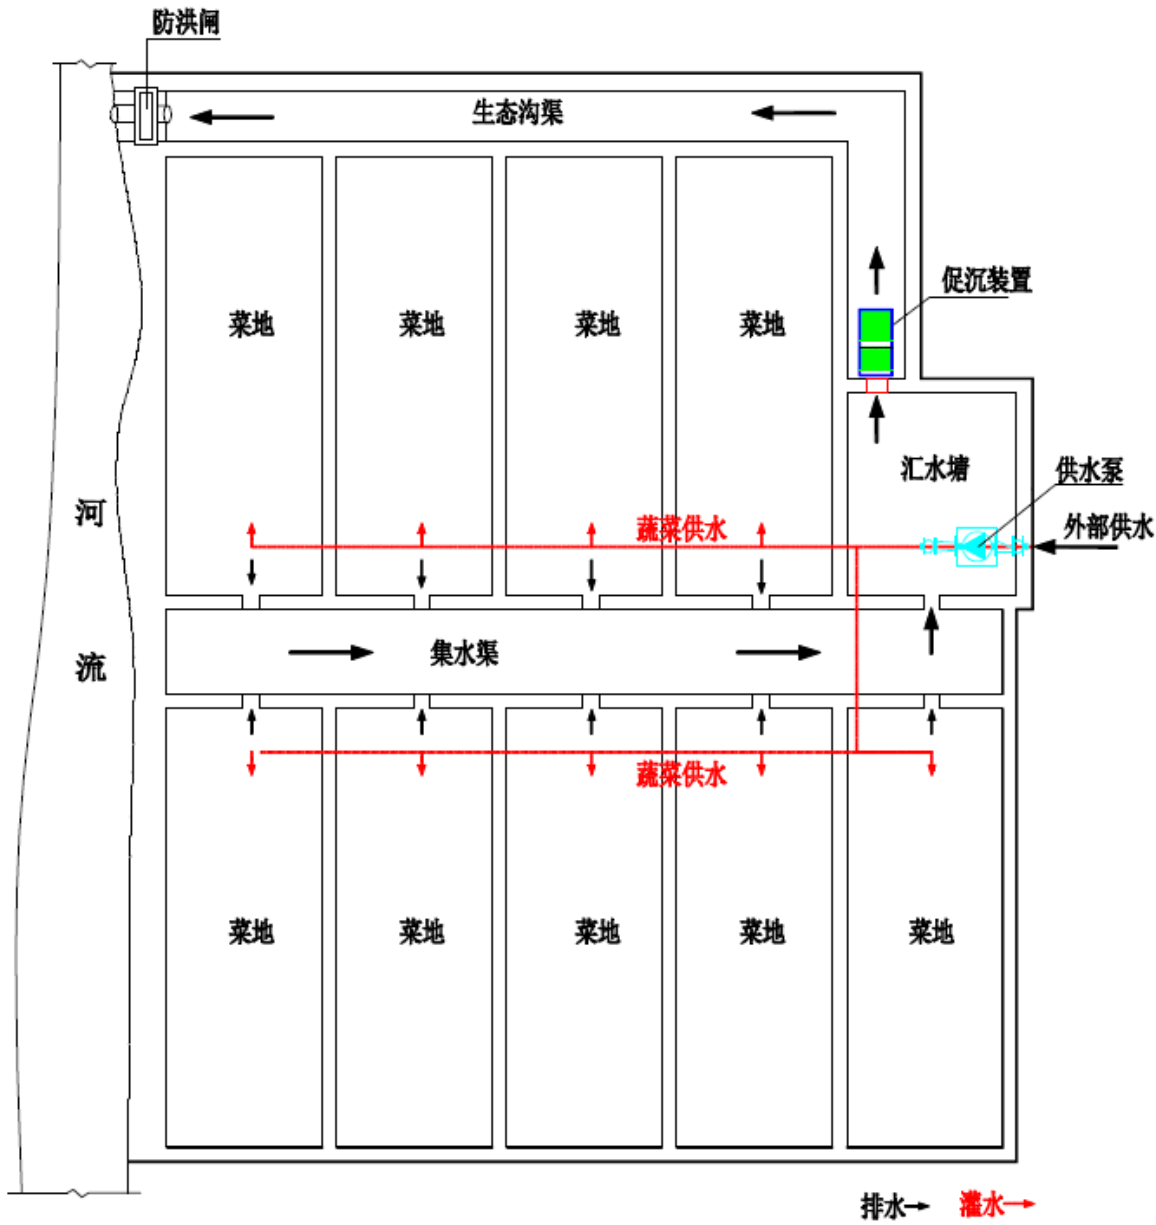 防洪闸
生态沟渠
促沉装置
菜地
菜地
菜地
菜地
汇水塘
供水泵
外部供水
蔬菜供水
河流
集水渠
蔬菜供水
菜地
菜地
菜地
菜地
菜地
排水
灌水